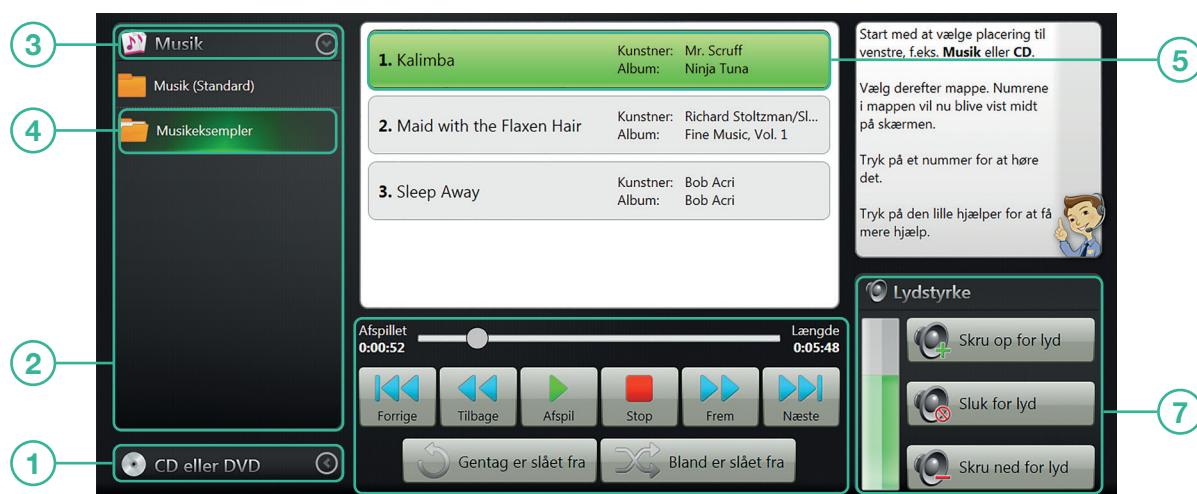 3
Musik
Musik (Standard)
4
Musikeksempler
2
1
CD eller DVD
1. Kalimba
Kunstner: Mr. Scruff
Album: Ninja Tuna
5
2. Maid with the Flaxen Hair
Kunstner: Richard Stoltzman/Sl...
Album: Fine Music, Vol. 1
3. Sleep Away
Kunstner: Bob Acri
Album: Bob Acri
Afspillet
0:00:52
Længde
0:05:48
Forrige
Tilbage
Afspil
Stop
Frem
Næste
Gentag er slået fra
Bland er slået fra
Start med at vælge placering til
venstre, f.eks. Musik eller CD.
Vælg derefter mappe. Numrene
i mappen vil nu blive vist midt
på skærmen.
Tryk på et nummer for at høre
det.
Tryk på den lille hjælper for at få
mere hjælp.
Lydstyrke
Skru op for lyd
Sluk for lyd
7
Skru ned for lyd